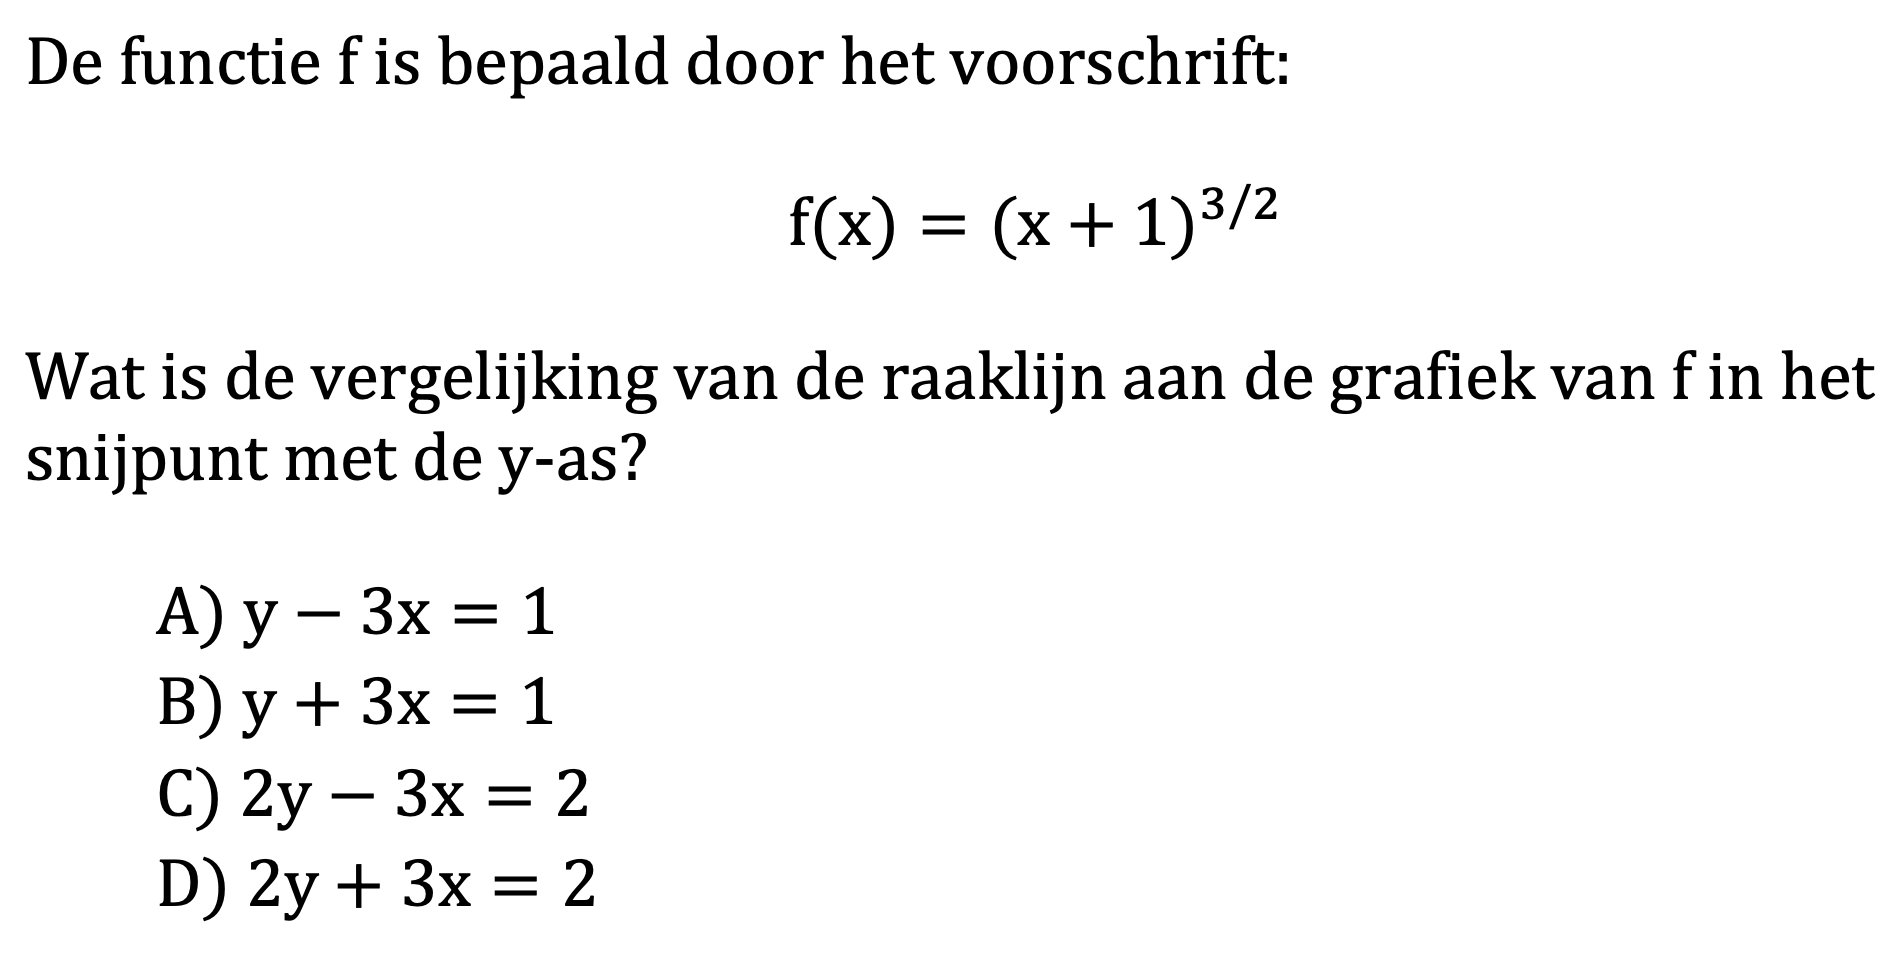 De functie f is bepaald door het voorschrift:
f(x) = (x + 1)^{3/2}
Wat is de vergelijking van de raaklijn aan de grafiek van f in het
snijpunt met de y-as?
A) y − 3x = 1
B) y + 3x = 1
C) 2y − 3x = 2
D) 2y + 3x = 2